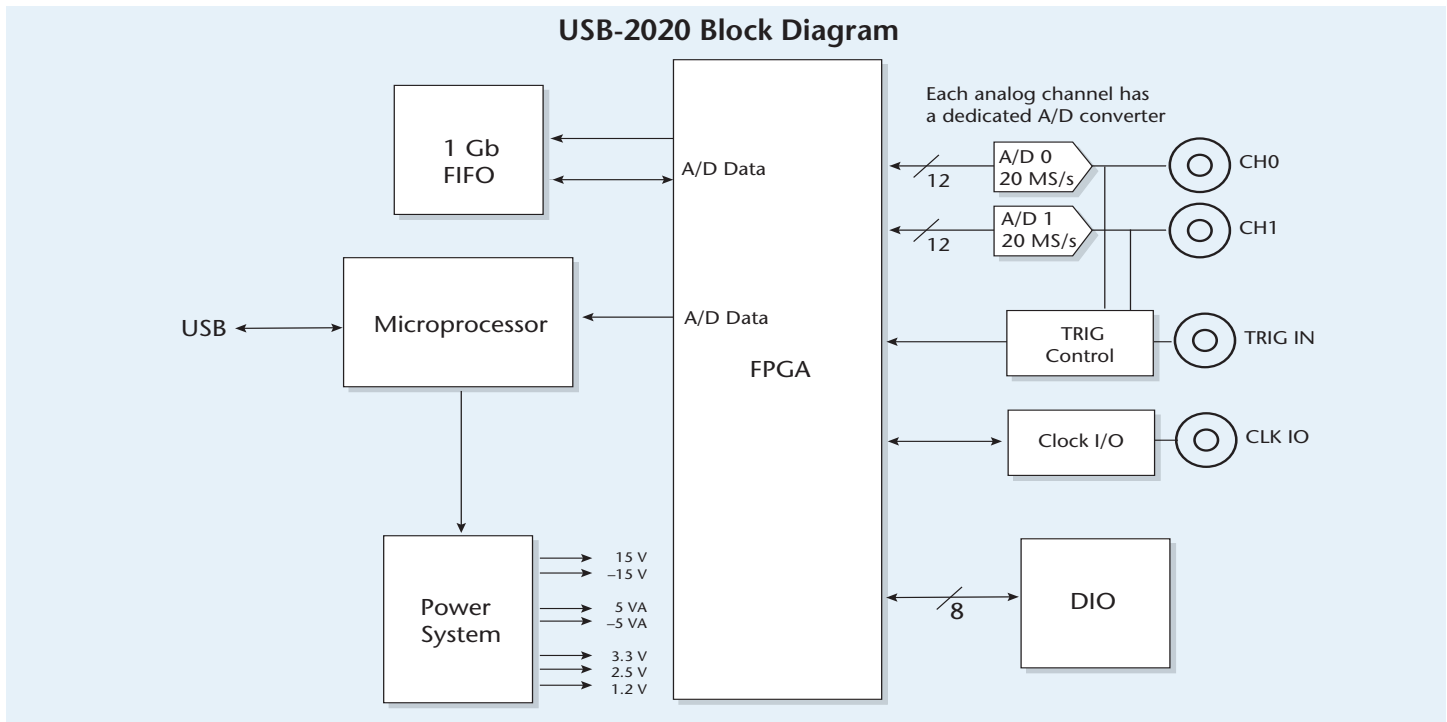 USB-2020 Block Diagram
1 Gb
FIFO
A/D Data
Each analog channel has
a dedicated A/D converter
A/D 0
20 MS/s
12
CH0
A/D 1
20 MS/s
12
CH1
USB
Microprocessor
A/D Data
FPGA
TRIG
Control
TRIG IN
Clock I/O
CLK IO
Power
System
15 V
–15 V
5 VA
–5 VA
3.3 V
2.5 V
1.2 V
8
DIO